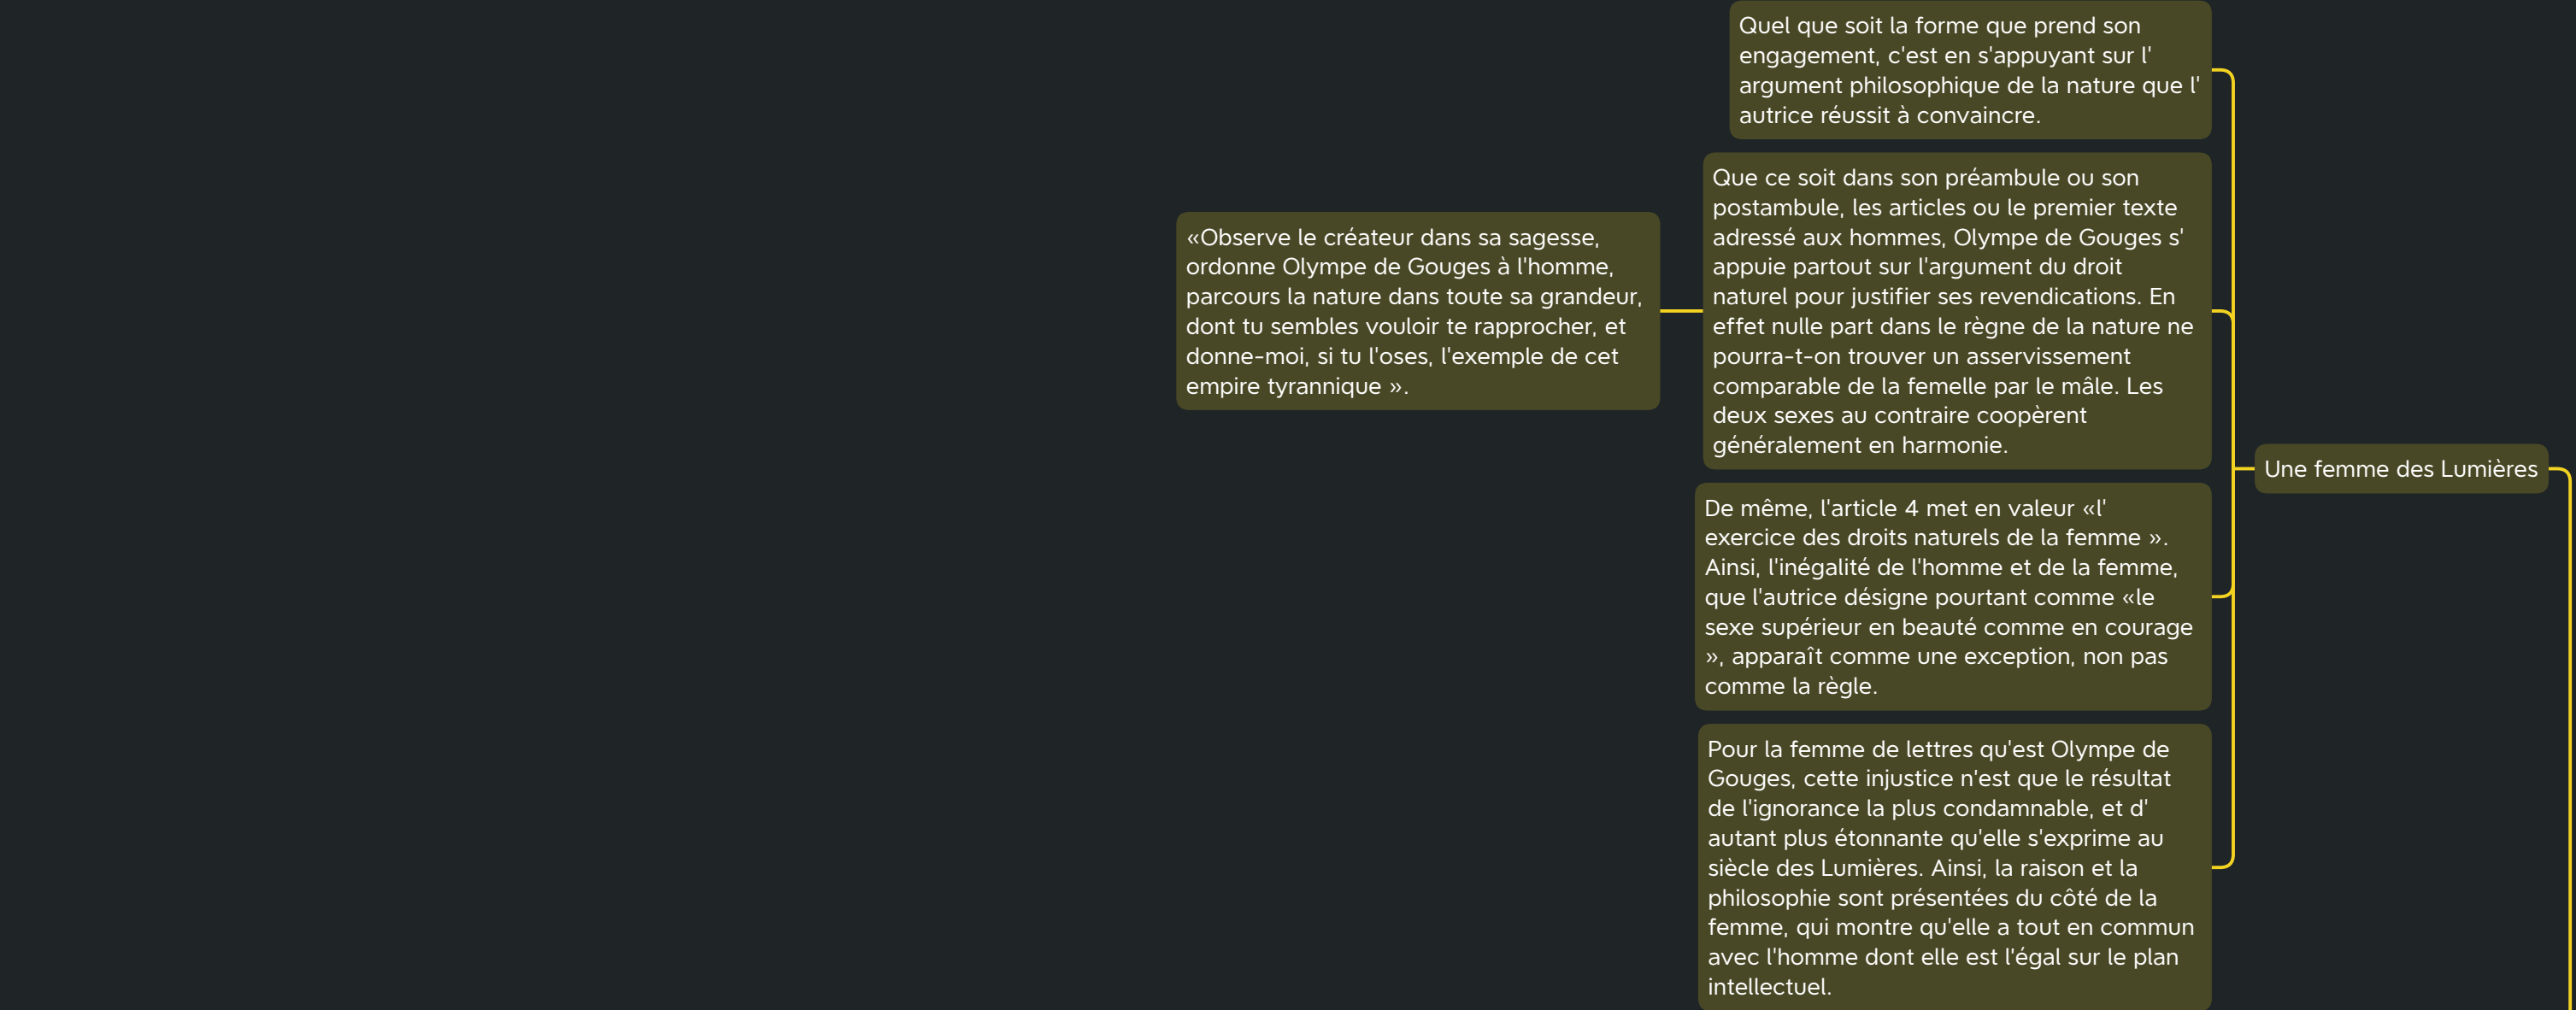 Quel que soit la forme que prend son
engagement, c'est en s'appuyant sur l'
argument philosophique de la nature que l'
autrice réussit à convaincre.
Que ce soit dans son préambule ou son
postambule, les articles ou le premier texte
adressé aux hommes, Olympe de Gouges s'
appuie partout sur l'argument du droit
naturel pour justifier ses revendications. En
effet nulle part dans le règne de la nature ne
pourra-t-on trouver un asservissement
comparable de la femelle par le mâle. Les
deux sexes au contraire coopèrent
généralement en harmonie.
«Observe le créateur dans sa sagesse,
ordonne Olympe de Gouges à l'homme,
parcours la nature dans toute sa grandeur,
dont tu sembles vouloir te rapprocher, et
donne-moi, si tu l'oses, l'exemple de cet
empire tyrannique ».
Une femme des Lumières
De même, l'article 4 met en valeur «l'
exercice des droits naturels de la femme ».
Ainsi, l'inégalité de l'homme et de la femme,
que l'autrice désigne pourtant comme «le
sexe supérieur en beauté comme en courage
», apparaît comme une exception, non pas
comme la règle.
Pour la femme de lettres qu'est Olympe de
Gouges, cette injustice n'est que le résultat
de l'ignorance la plus condamnable, et d'
autant plus étonnante qu'elle s'exprime au
siècle des Lumières. Ainsi, la raison et la
philosophie sont présentées du côté de la
femme, qui montre qu'elle a tout en commun
avec l'homme dont elle est l'égal sur le plan
intellectuel.